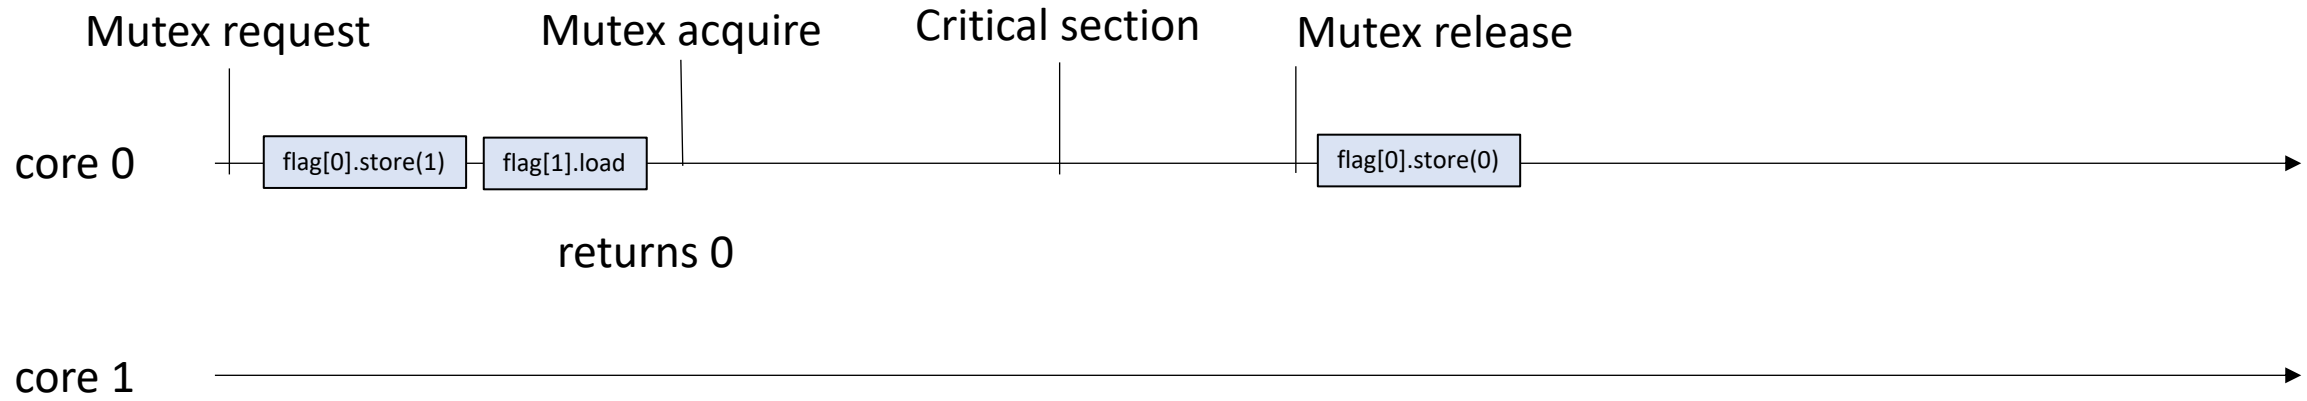 Mutex request
Mutex acquire
Critical section
Mutex release
core 0
flag[0].store(1)
flag[1].load
flag[0].store(0)
returns 0
core 1